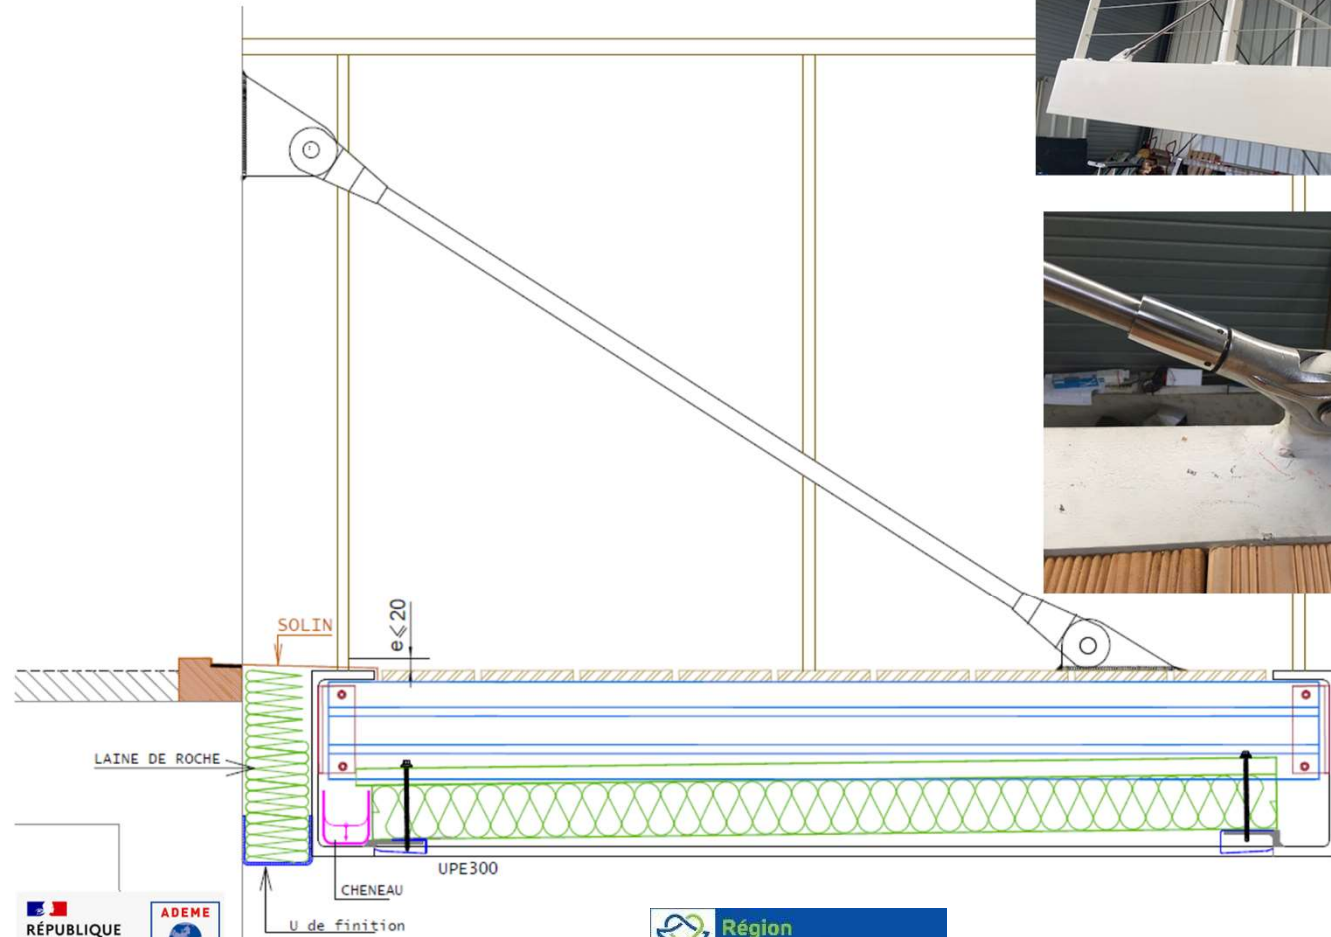 SOLIN
e⩽20
LAINE DE ROCHE
UPE300
CHENEAU
U de finition
RÉPUBLIQUE
ADEME
Région